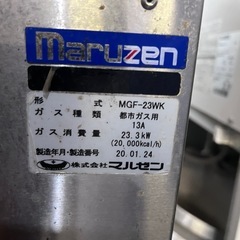 maruzen
形 式 MGF-23WK
ガス種類 都市ガス用
13A
ガス消費量 23.3kW
(20,000kcal/h)
製造年月・製造番号 20.01.24
株式会社マルゼン